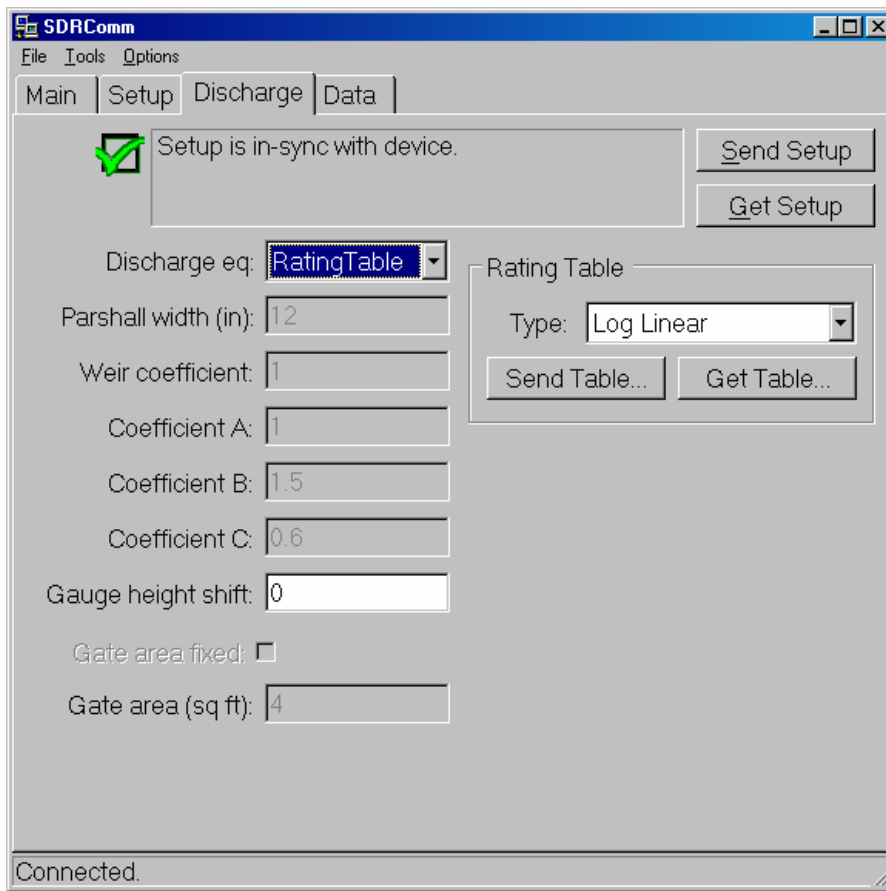 SDRComm
File Tools Options
Main Setup Discharge Data
Setup is in-sync with device.
Send Setup
Get Setup
Discharge eq: RatingTable
Parshall width (in): 12
Weir coefficient: 1
Coefficient A: 1
Coefficient B: 1.5
Coefficient C: 0.6
Gauge height shift: 0
Gate area fixed:
Gate area (sq ft): 4
Rating Table
Type: Log Linear
Send Table... Get Table...
Connected.